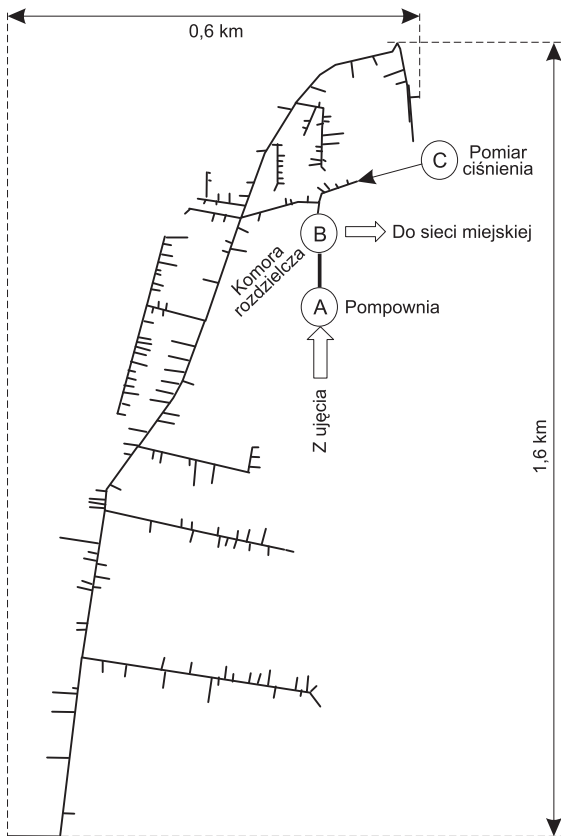 0,6 km
C
Pomiar
ciśnienia
B
Do sieci miejskiej
Komora
rozdzielcza
A
Pompownia
Z ujęcia
1,6 km